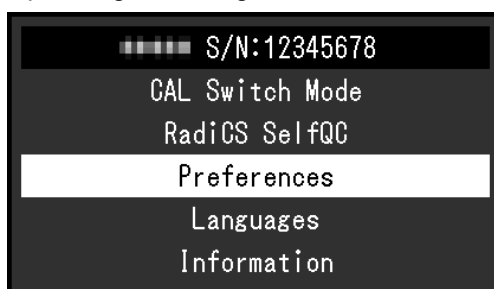 S/N:12345678
CAL Switch Mode
RadiCS SelfQC
Preferences
Languages
Information